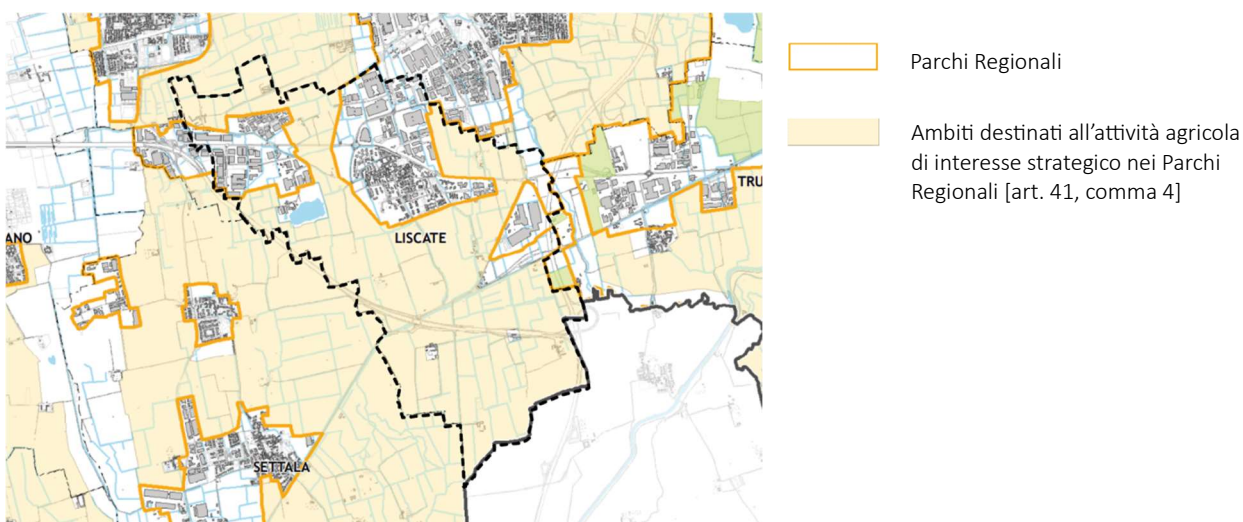 Parchi Regionali
Ambiti destinati all'attività agricola
di interesse strategico nei Parchi
Regionali [art. 41, comma 4]
TRU
ANO
LISCATE
SETTALA